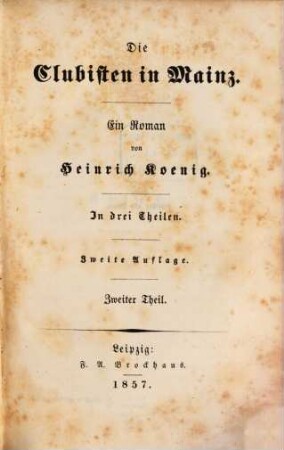 Die
Clubisten in Mainz.
Ein Roman
von
Heinrich Koenig.
In drei Theilen.
Zweite Auflage.
Zweiter Theil.
Leipzig:
F. A. Brockhaus.
1857.